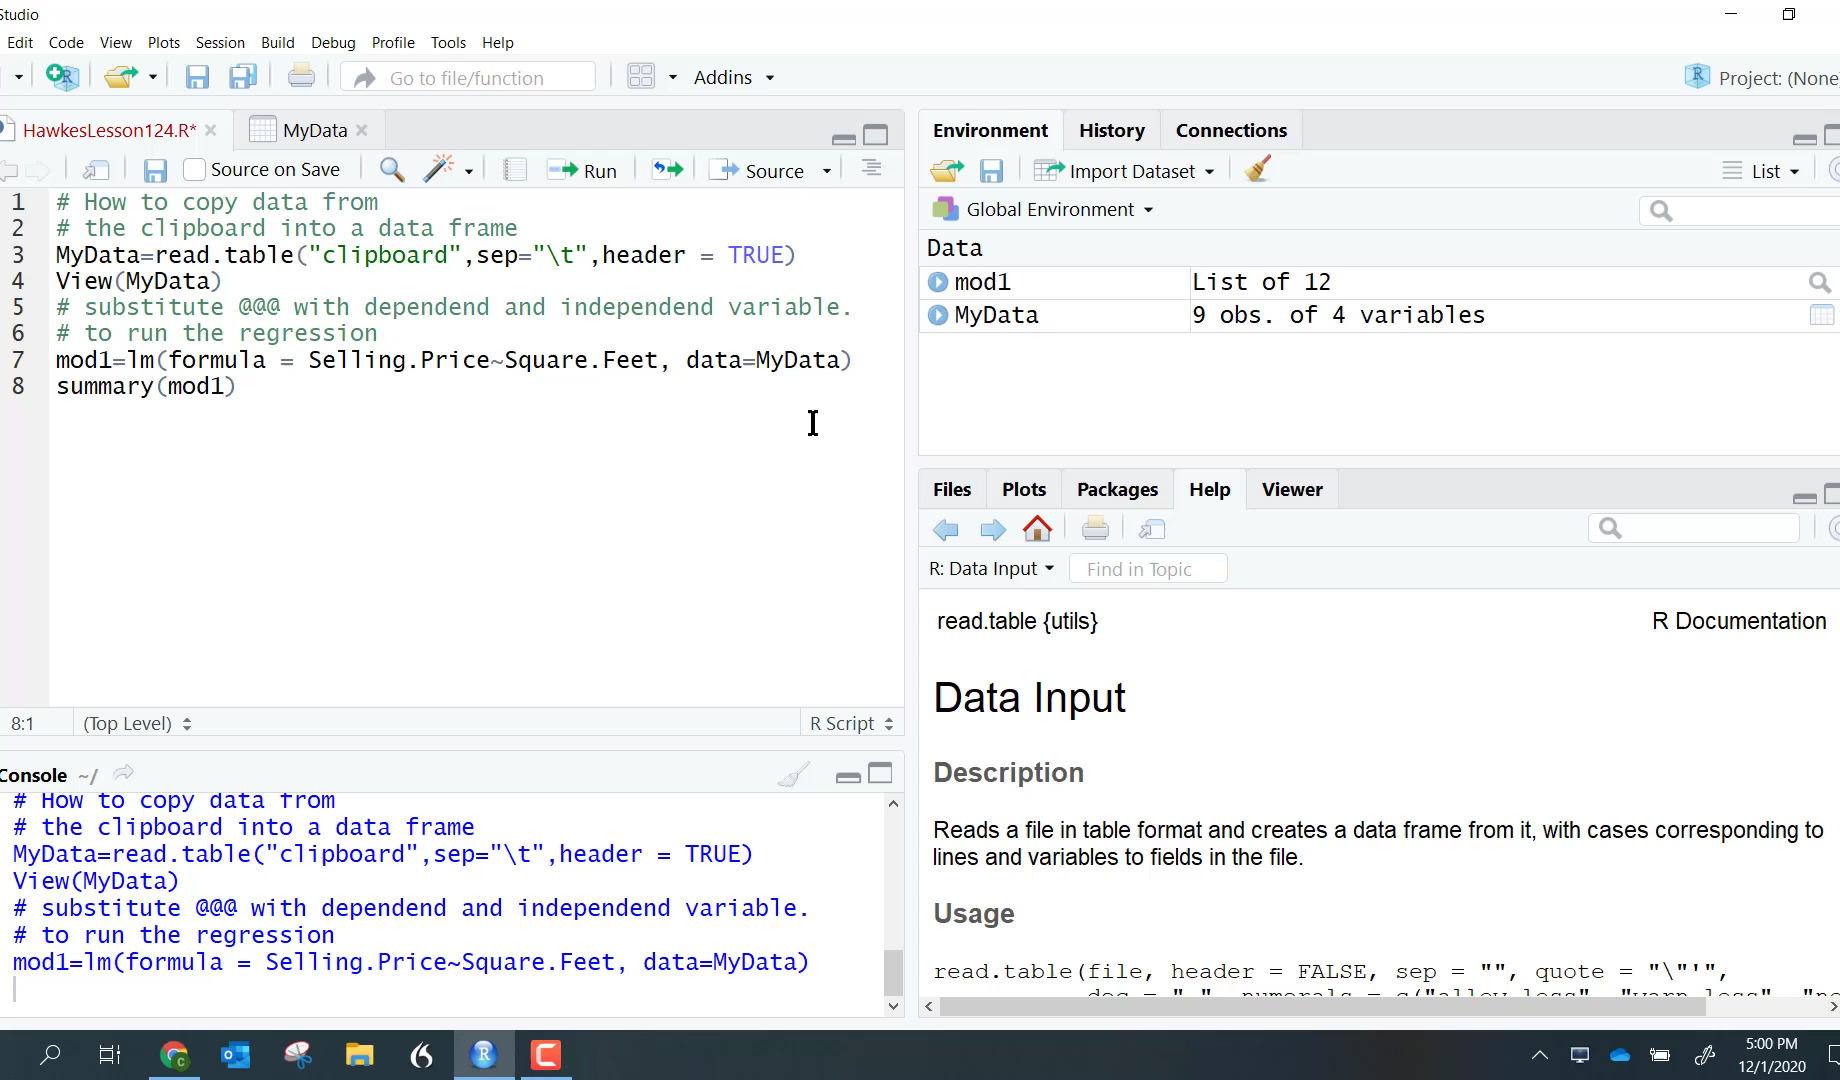 Studio
Edit Code View Plots Session Build Debug Profile Tools Help
Go to file/function Addins Project: (None
HawkesLesson124.R* MyData
Source on Save Run Source
1 # How to copy data from
2 # the clipboard into a data frame
3 MyData=read.table("clipboard",sep="\t",header = TRUE)
4 View(MyData)
5 # substitute @@@ with dependend and independend variable.
6 # to run the regression
7 mod1=lm(formula = Selling.Price~Square.Feet, data=MyData)
8 summary(mod1)
8:1 (Top Level) R Script
Console ~/
# How to copy data from
# the clipboard into a data frame
MyData=read.table("clipboard",sep="\t",header = TRUE)
View(MyData)
# substitute @@@ with dependend and independend variable.
# to run the regression
mod1=lm(formula = Selling.Price~Square.Feet, data=MyData)
Environment History Connections
Import Dataset List
Global Environment
Data
mod1 List of 12
MyData 9 obs. of 4 variables
Files Plots Packages Help Viewer
R: Data Input Find in Topic
read.table {utils} R Documentation
Data Input
Description
Reads a file in table format and creates a data frame from it, with cases corresponding to
lines and variables to fields in the file.
Usage
read.table(file, header = FALSE, sep = "", quote = "\"'",
5:00 PM
12/1/2020